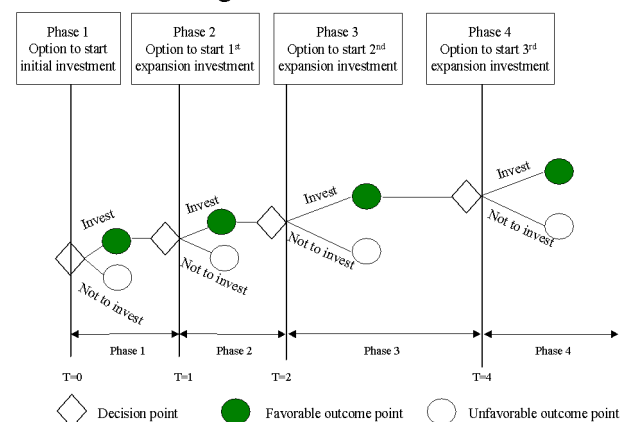 Phase 1
Option to start
initial investment
Phase 2
Option to start 1st
expansion investment
Phase 3
Option to start 2nd
expansion investment
Phase 4
Option to start 3rd
expansion investment
Invest
Not to invest
Invest
Not to invest
Invest
Not to invest
Invest
Not to invest
Phase 1
Phase 2
Phase 3
Phase 4
T=0
T=1
T=2
T=4
Decision point
Favorable outcome point
Unfavorable outcome point